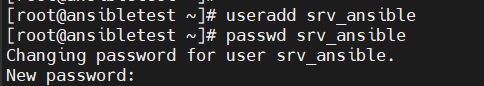 [root@ansibletest ~]# useradd srv_ansible
[root@ansibletest ~]# passwd srv_ansible
Changing password for user srv_ansible.
New password: